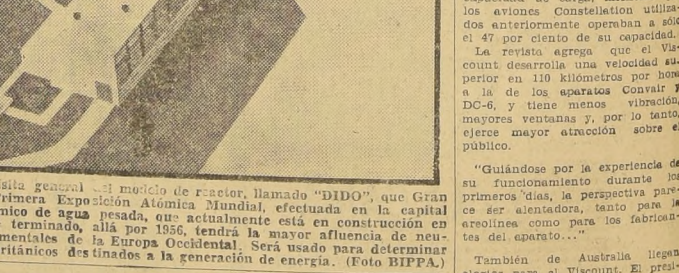 sita general del modelo de reactor, llamado "DIDO", que Gran
rimera Exposición Atómica Mundial, efectuada en la capital
mico de agua pesada, que actualmente está en construcción en
e terminado, allá por 1956, tendrá la mayor afluencia de neu-
mentales de la Europa Occidental. Será usado para determinar
ritánicos destinados a la generación de energía. (Foto BIPPA.)
los aviones Constellation utiliza-
dos anteriormente operaban a sólo
el 47 por ciento de su capacidad.
La revista agrega que el Vis-
count desarrolla una velocidad su-
perior en 110 kilómetros por hora
a la de los aparatos Convair y
DC-6, y tiene menos vibración,
mayores ventanas y, por lo tanto,
ejerce mayor atracción sobre el
público.
"Guiándose por la experiencia de
su funcionamiento durante los
primeros días, la perspectiva pare-
ce ser alentadora, tanto para la
areolínea como para los fabrican-
tes del aparato..."
También de Australia llegan
para el Viscount. El presi-